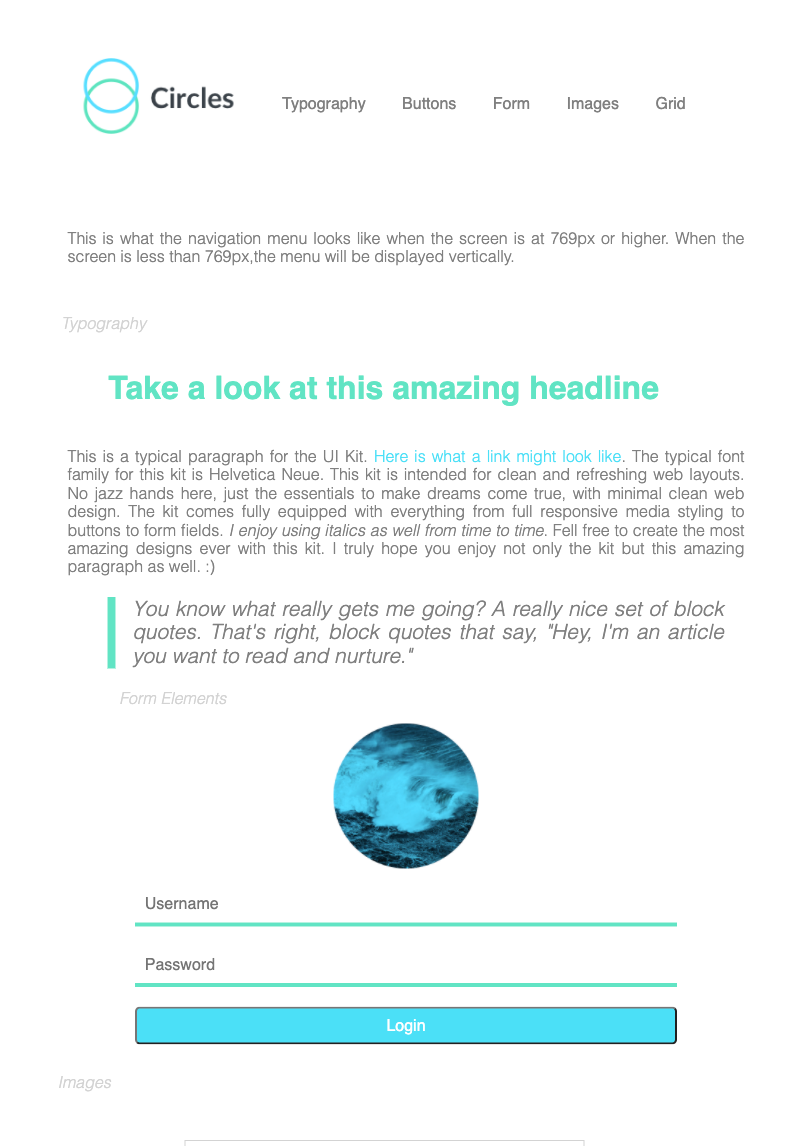 Circles
Typography Buttons Form Images Grid
This is what the navigation menu looks like when the screen is at 769px or higher. When the
screen is less than 769px,the menu will be displayed vertically.
Typography
Take a look at this amazing headline
This is a typical paragraph for the UI Kit. Here is what a link might look like. The typical font
family for this kit is Helvetica Neue. This kit is intended for clean and refreshing web layouts.
No jazz hands here, just the essentials to make dreams come true, with minimal clean web
design. The kit comes fully equipped with everything from full responsive media styling to
buttons to form fields. I enjoy using italics as well from time to time. Fell free to create the most
amazing designs ever with this kit. I truly hope you enjoy not only the kit but this amazing
paragraph as well. :)
You know what really gets me going? A really nice set of block
quotes. That's right, block quotes that say, "Hey, I'm an article
you want to read and nurture."
Form Elements
Username
Password
Login
Images